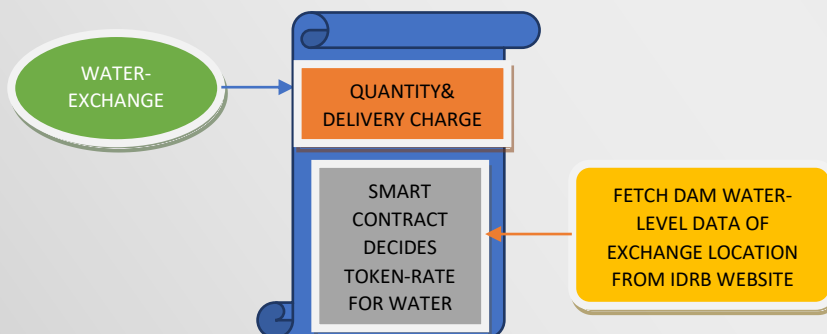 WATER-
EXCHANGE
QUANTITY&
DELIVERY CHARGE
SMART
CONTRACT
DECIDES
TOKEN-RATE
FOR WATER
FETCH DAM WATER-
LEVEL DATA OF
EXCHANGE LOCATION
FROM IDRB WEBSITE